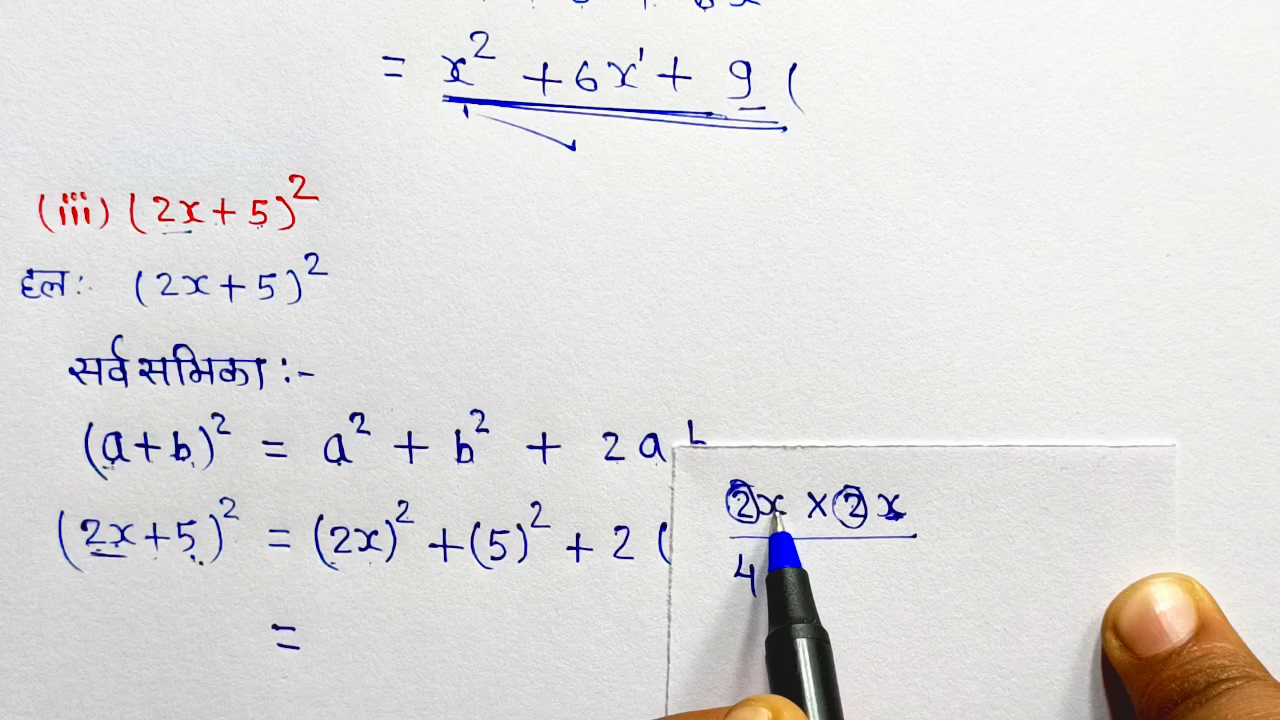 = x² + 6x + 9
(iii) (2x + 5)²
हल: (2x + 5)²
सर्वसमिका :-
(a+b)² = a² + b² + 2a
(2x+5)² = (2x)² + (5)² + 2 (
=
2x × 2x
4